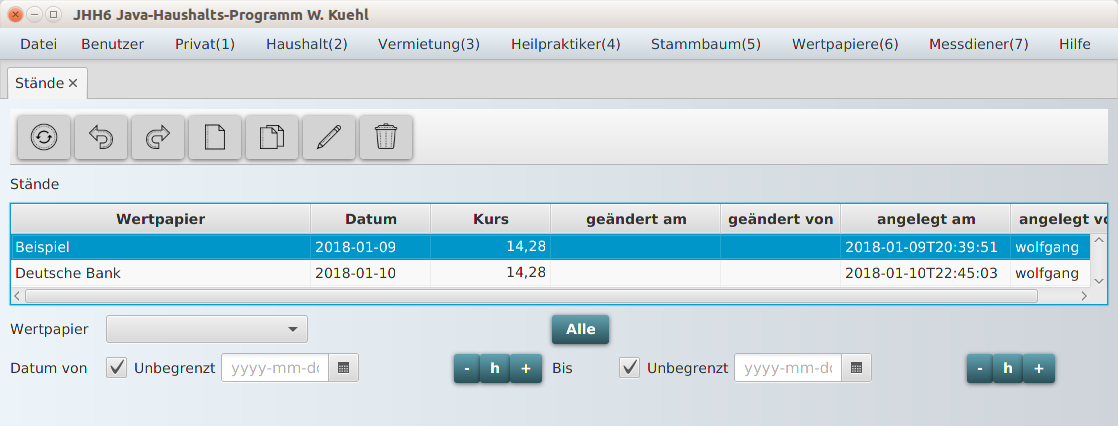 JHH6 Java-Haushalts-Programm W. Kuehl
Datei Benutzer Privat(1) Haushalt(2) Vermietung(3) Heilpraktiker(4) Stammbaum(5) Wertpapiere(6) Messdiener(7) Hilfe
Stände
Stände
Wertpapier Datum Kurs geändert am geändert von angelegt am angelegt vo
Beispiel 2018-01-09 14,28 2018-01-09T20:39:51 wolfgang
Deutsche Bank 2018-01-10 14,28 2018-01-10T22:45:03 wolfgang
Wertpapier Alle
Datum von Unbegrenzt yyyy-mm-dd - h + Bis Unbegrenzt yyyy-mm-dd - h +